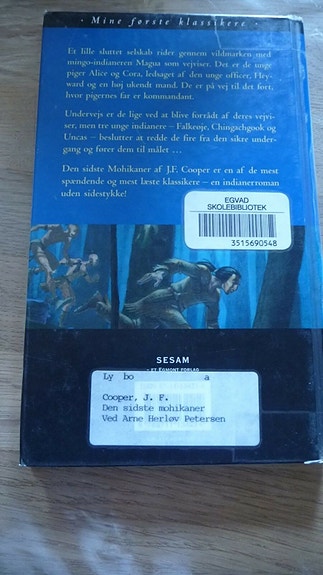 · Mine første klassikere ·
Et lille sluttet selskab rider gennem vildmarken med
mingo-indianeren Magua som vejviser. Det er de unge
piger Alice og Cora, ledsaget af den unge officer, Hey-
ward og en høj ukendt mand. De er på vej til det fort,
hvor pigernes far er kommandant.
Undervejs er de lige ved at blive forrådt af deres vejvi-
ser, men tre unge indianere – Falkeøje, Chingachgook og
Uncas – beslutter at redde de fire fra den sikre under-
gang og fører dem til målet ...
Den sidste Mohikaner af J.F. Cooper er en af de mest
spændende og mest læste klassikere – en indianerroman
uden sidestykke!
EGVAD
SKOLEBIBLIOTEK
3515690548
SESAM
- ET EGMONT FORLAG
Ly bo a
Cooper, J. F.
Den sidste mohikaner
Ved Arne Herløv Petersen